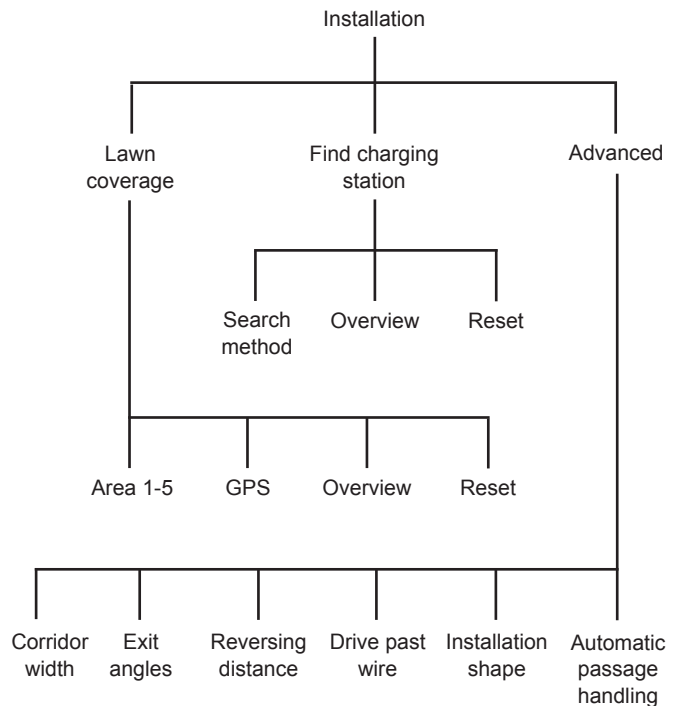 Installation
Lawn
coverage
Find charging
station
Advanced
Search
method
Overview
Reset
Area 1-5
GPS
Overview
Reset
Corridor
width
Exit
angles
Reversing
distance
Drive past
wire
Installation
shape
Automatic
passage
handling